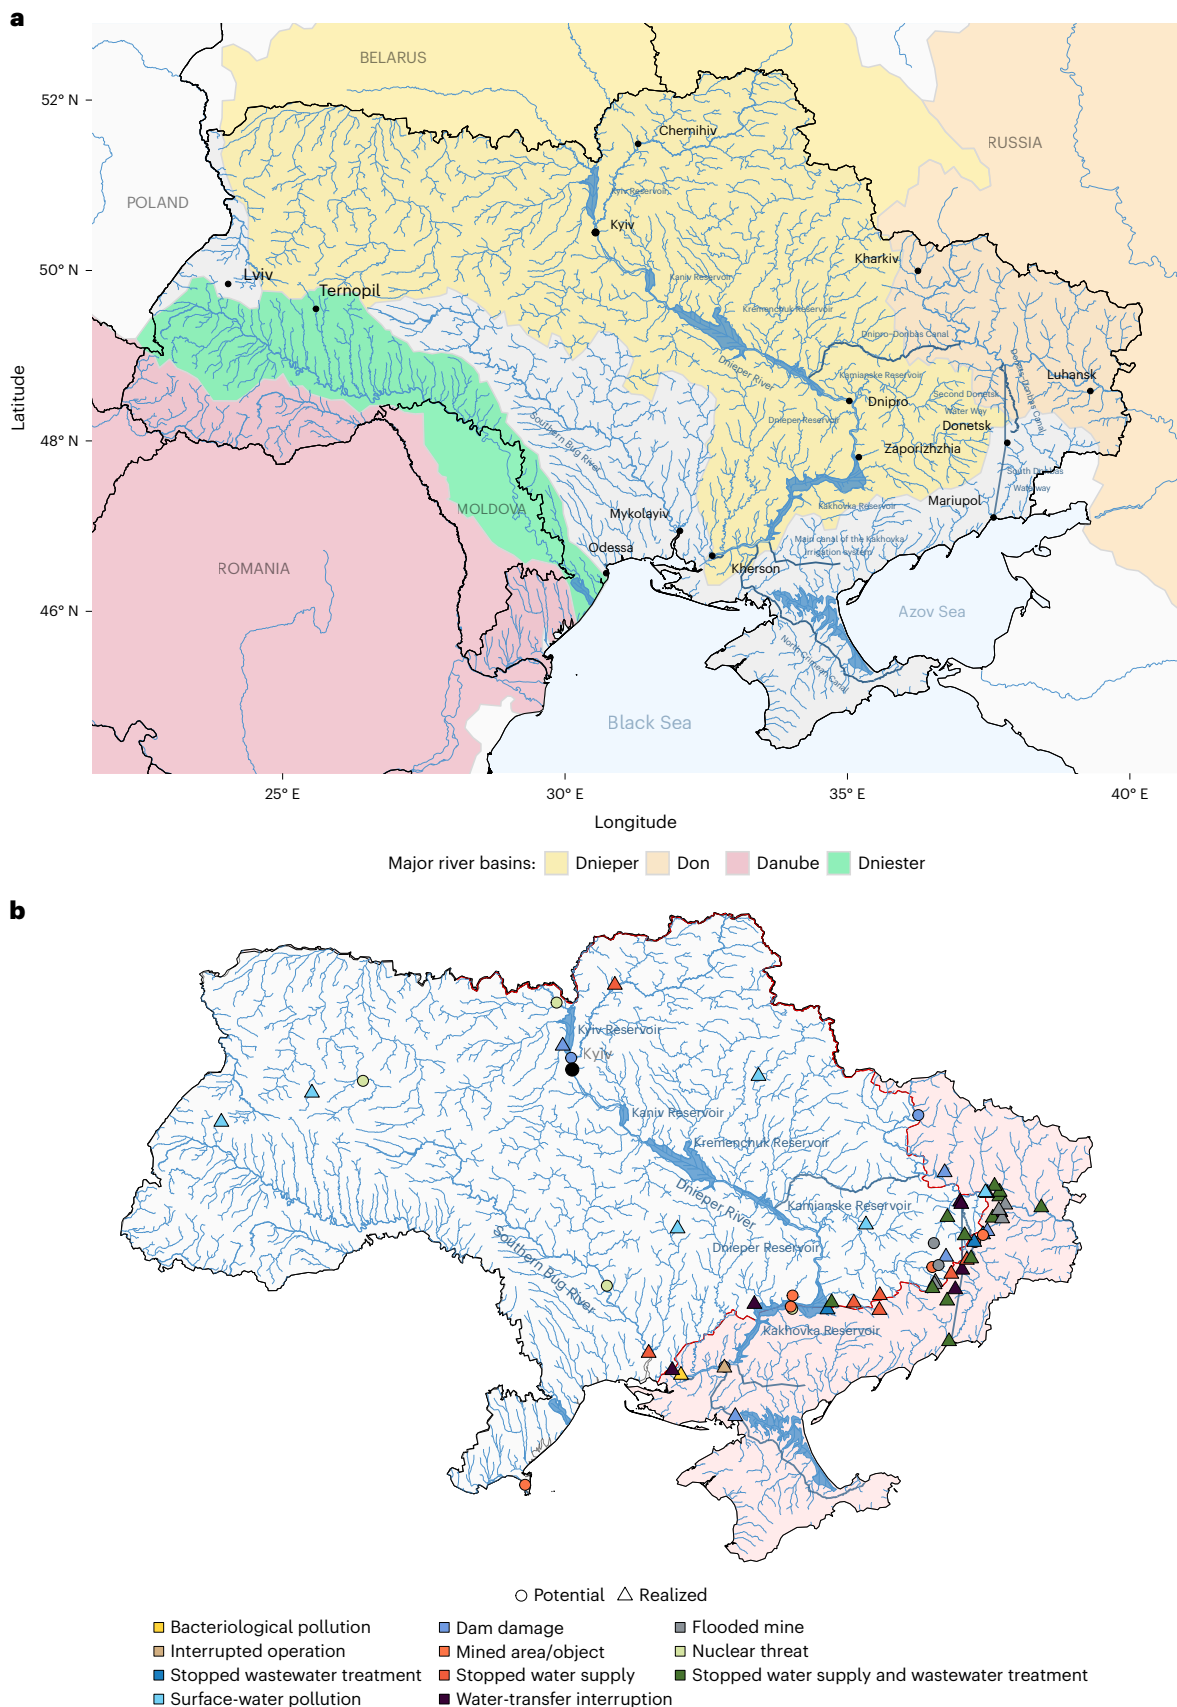 a
52° N
50° N
48° N
46° N
Latitude
BELARUS
RUSSIA
POLAND
Chernihiv
Kyiv Reservoir
Kyiv
Kharkiv
Lviv
Ternopil
Kaniv Reservoir
Kremenchuk Reservoir
Dnipro-Donbas Canal
Dnieper River
Kamianske Reservoir
Luhansk
Second Donetsk
Water Way
Donets-Donbas Canal
Dnipro
Dnieper Reservoir
Donetsk
Southern Bug River
Zaporizhzhia
South Donbas
Waterway
MOLDOVA
Mykolayiv
Kakhovka Reservoir
Mariupol
Odessa
Main canal of the Kakhovka
irrigation system
ROMANIA
Kherson
Azov Sea
North Crimean Canal
Black Sea
25° E
30° E
35° E
40° E
Longitude
Major river basins:
Dnieper
Don
Danube
Dniester
b
Kyiv Reservoir
Kyiv
Kaniv Reservoir
Kremenchuk Reservoir
Dnieper River
Kamianske Reservoir
Dnieper Reservoir
Southern Bug River
Kakhovka Reservoir
Potential
Realized
Bacteriological pollution
Dam damage
Flooded mine
Interrupted operation
Mined area/object
Nuclear threat
Stopped wastewater treatment
Stopped water supply
Stopped water supply and wastewater treatment
Surface-water pollution
Water-transfer interruption